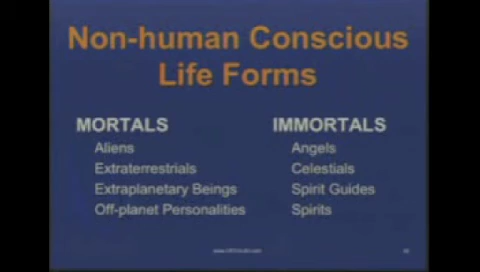 Non-human Conscious
Life Forms
MORTALS
Aliens
Extraterrestrials
Extraplanetary Beings
Off-planet Personalities
IMMORTALS
Angels
Celestials
Spirit Guides
Spirits